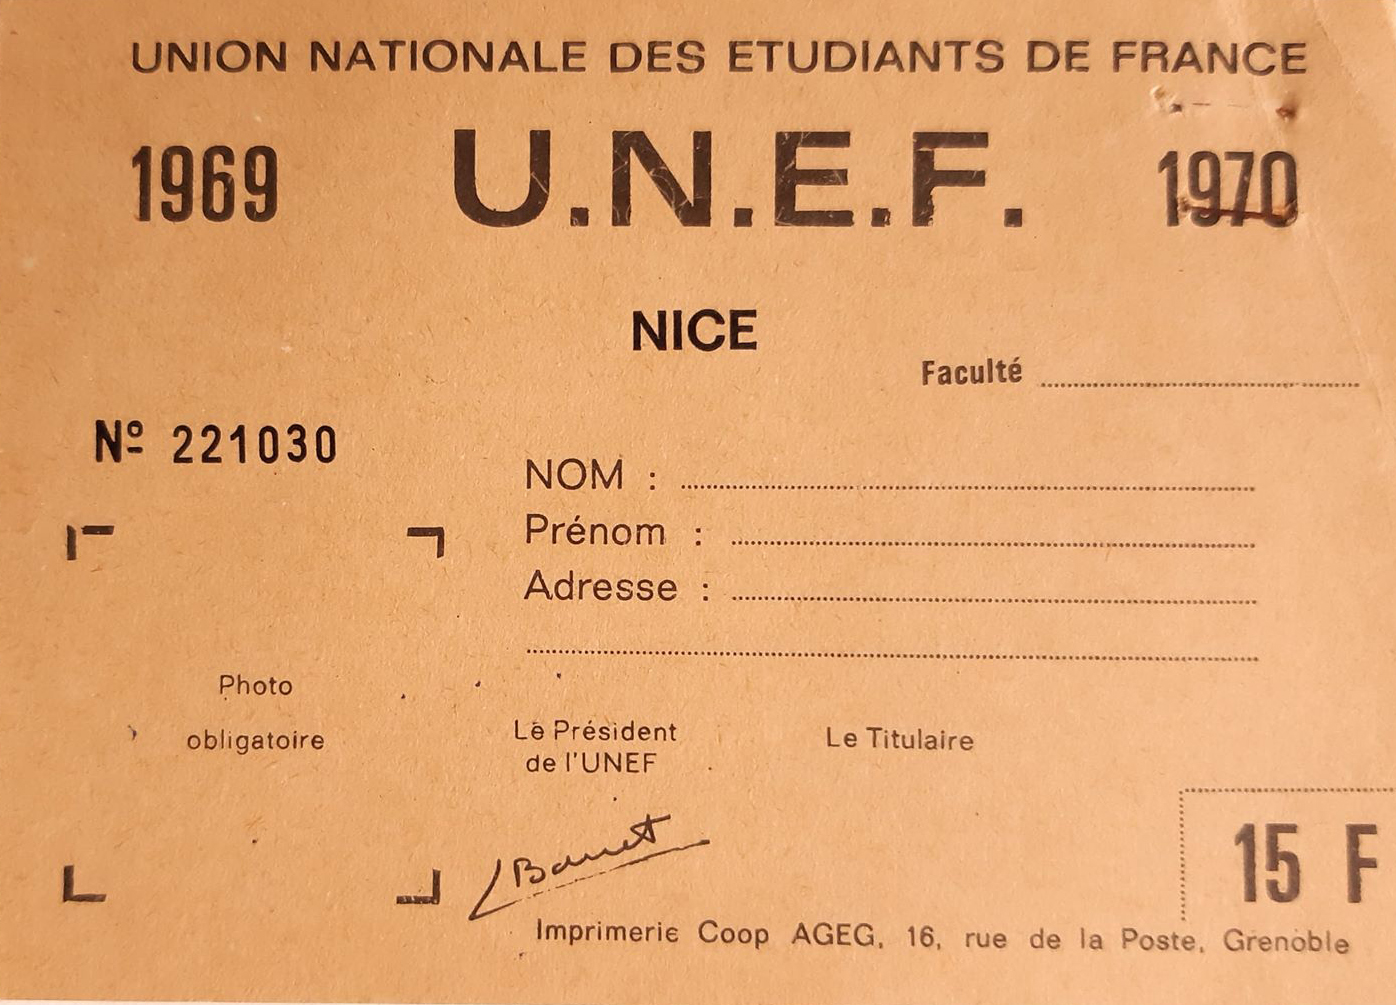 UNION NATIONALE DES ETUDIANTS DE FRANCE
1969 U.N.E.F. 1970
NICE
Faculté
Nº 221030
NOM :
Prénom :
Adresse :
Photo
obligatoire
Le Président
de l'UNEF
Le Titulaire
15 F
Imprimerie Coop AGEG, 16, rue de la Poste, Grenoble